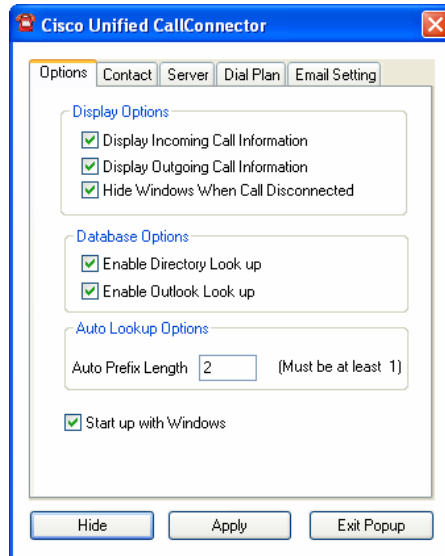 Cisco Unified CallConnector
Options Contact Server Dial Plan Email Setting
Display Options
Display Incoming Call Information
Display Outgoing Call Information
Hide Windows When Call Disconnected
Database Options
Enable Directory Look up
Enable Outlook Look up
Auto Lookup Options
Auto Prefix Length 2 (Must be at least 1)
Start up with Windows
Hide Apply Exit Popup